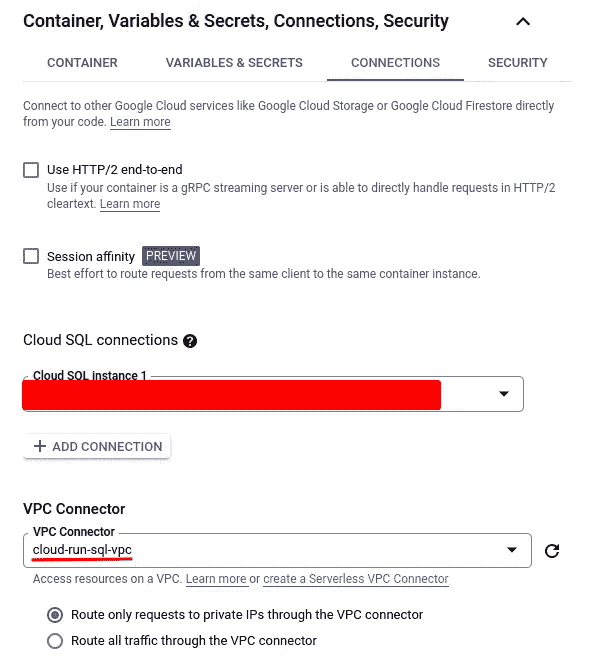 Container, Variables & Secrets, Connections, Security
CONTAINER VARIABLES & SECRETS CONNECTIONS SECURITY
Connect to other Google Cloud services like Google Cloud Storage or Google Cloud Firestore directly
from your code. Learn more
Use HTTP/2 end-to-end
Use if your container is a gRPC streaming server or is able to directly handle requests in HTTP/2
cleartext. Learn more
Session affinity PREVIEW
Best effort to route requests from the same client to the same container instance.
Cloud SQL connections ?
Cloud SQL instance 1
+ ADD CONNECTION
VPC Connector
VPC Connector
cloud-run-sql-vpc
Access resources on a VPC. Learn more or create a Serverless VPC Connector
Route only requests to private IPs through the VPC connector
Route all traffic through the VPC connector